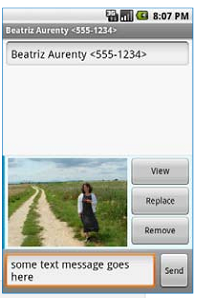 3G 8:07 PM
Beatriz Aurenty <555-1234>
Beatriz Aurenty <555-1234>
View
Replace
Remove
some text message goes
here
Send